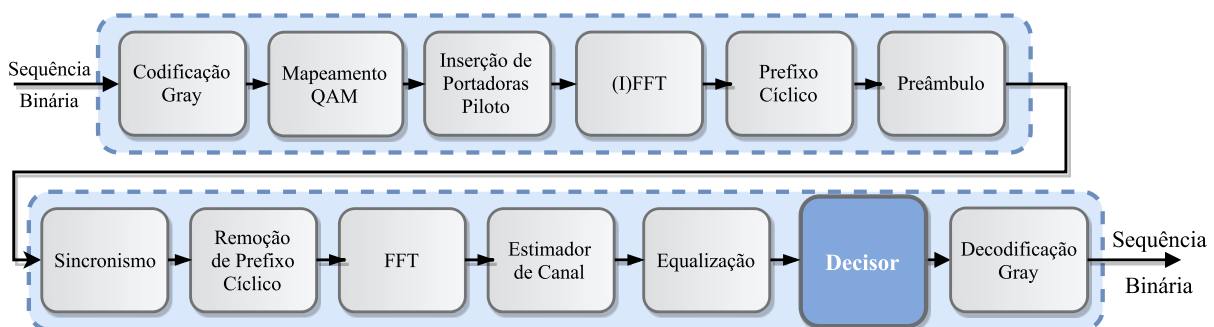 Sequência
Binária
Codificação
Gray
Mapeamento
QAM
Inserção de
Portadoras
Piloto
(I)FFT
Prefixo
Cíclico
Preâmbulo
Sincronismo
Remoção
de Prefixo
Cíclico
FFT
Estimador
de Canal
Equalização
Decisor
Decodificação
Gray
Sequência
Binária